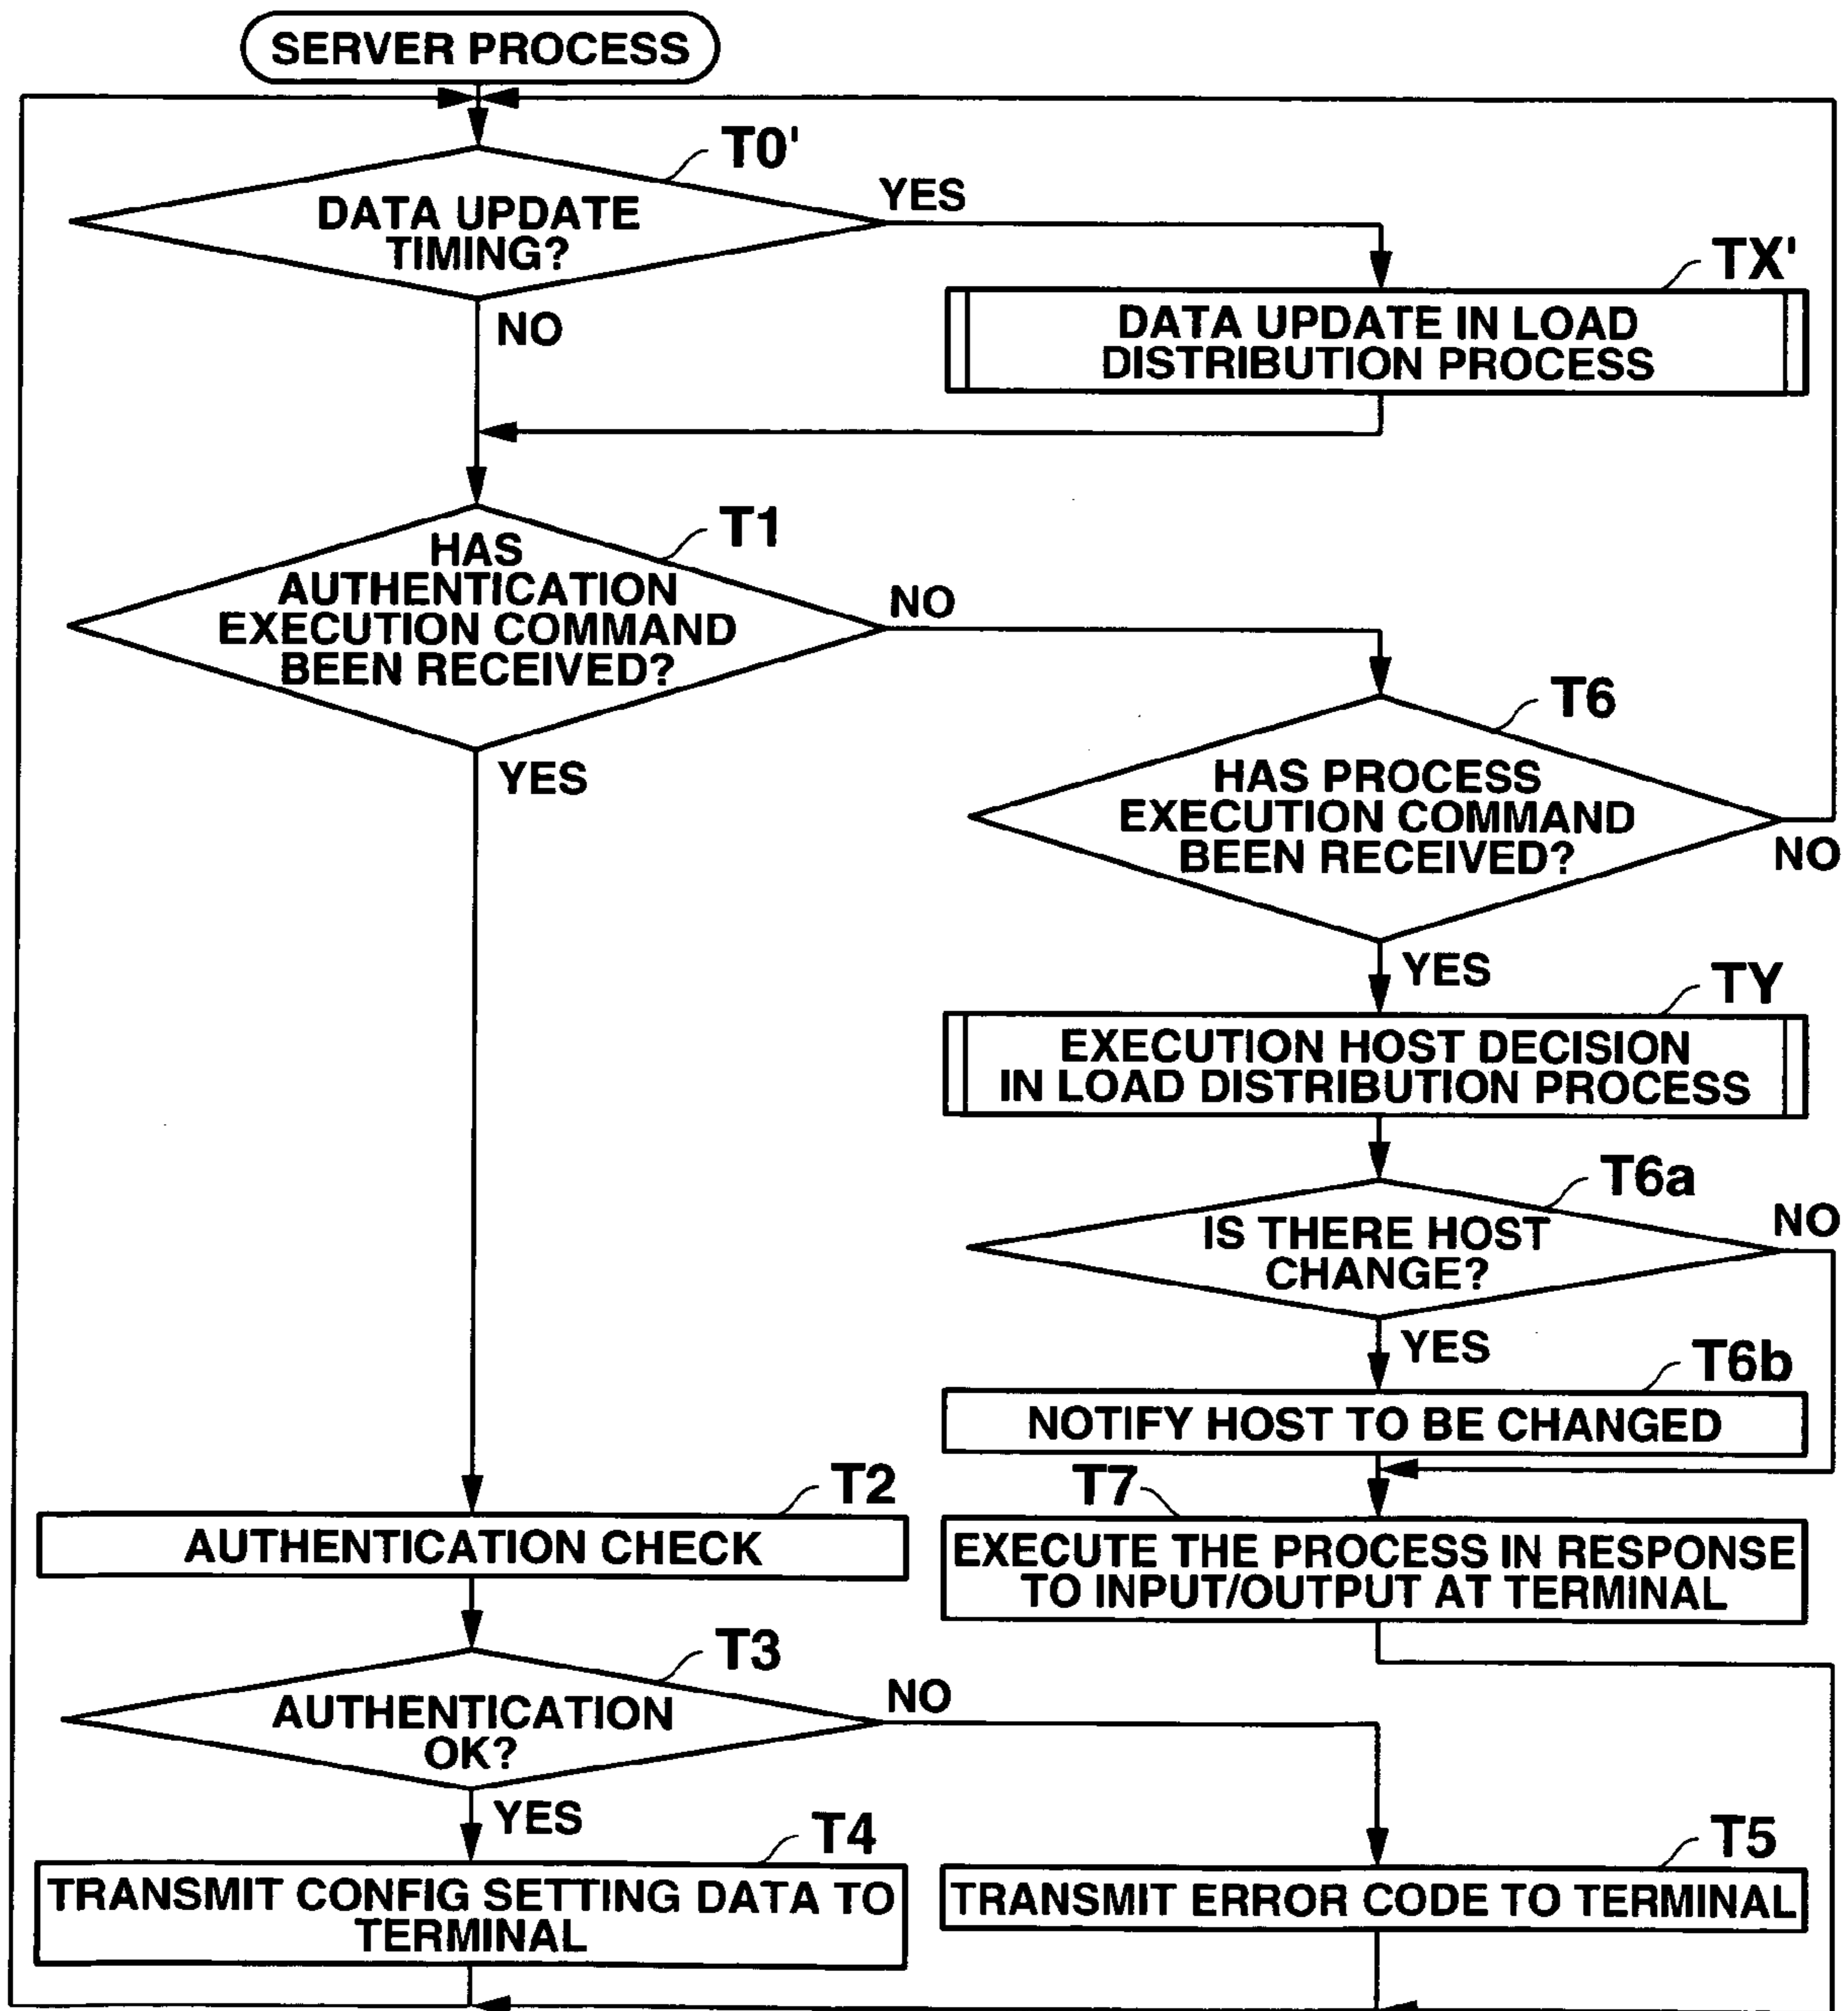 SERVER PROCESS
T0'
DATA UPDATE
TIMING?
YES
NO
TX'
DATA UPDATE IN LOAD
DISTRIBUTION PROCESS
T1
HAS
AUTHENTICATION
EXECUTION COMMAND
BEEN RECEIVED?
NO
YES
T6
HAS PROCESS
EXECUTION COMMAND
BEEN RECEIVED?
NO
YES
TY
EXECUTION HOST DECISION
IN LOAD DISTRIBUTION PROCESS
T6a
IS THERE HOST
CHANGE?
NO
YES
T6b
NOTIFY HOST TO BE CHANGED
T7
EXECUTE THE PROCESS IN RESPONSE
TO INPUT/OUTPUT AT TERMINAL
T2
AUTHENTICATION CHECK
T3
AUTHENTICATION
OK?
NO
YES
T4
TRANSMIT CONFIG SETTING DATA TO
TERMINAL
T5
TRANSMIT ERROR CODE TO TERMINAL